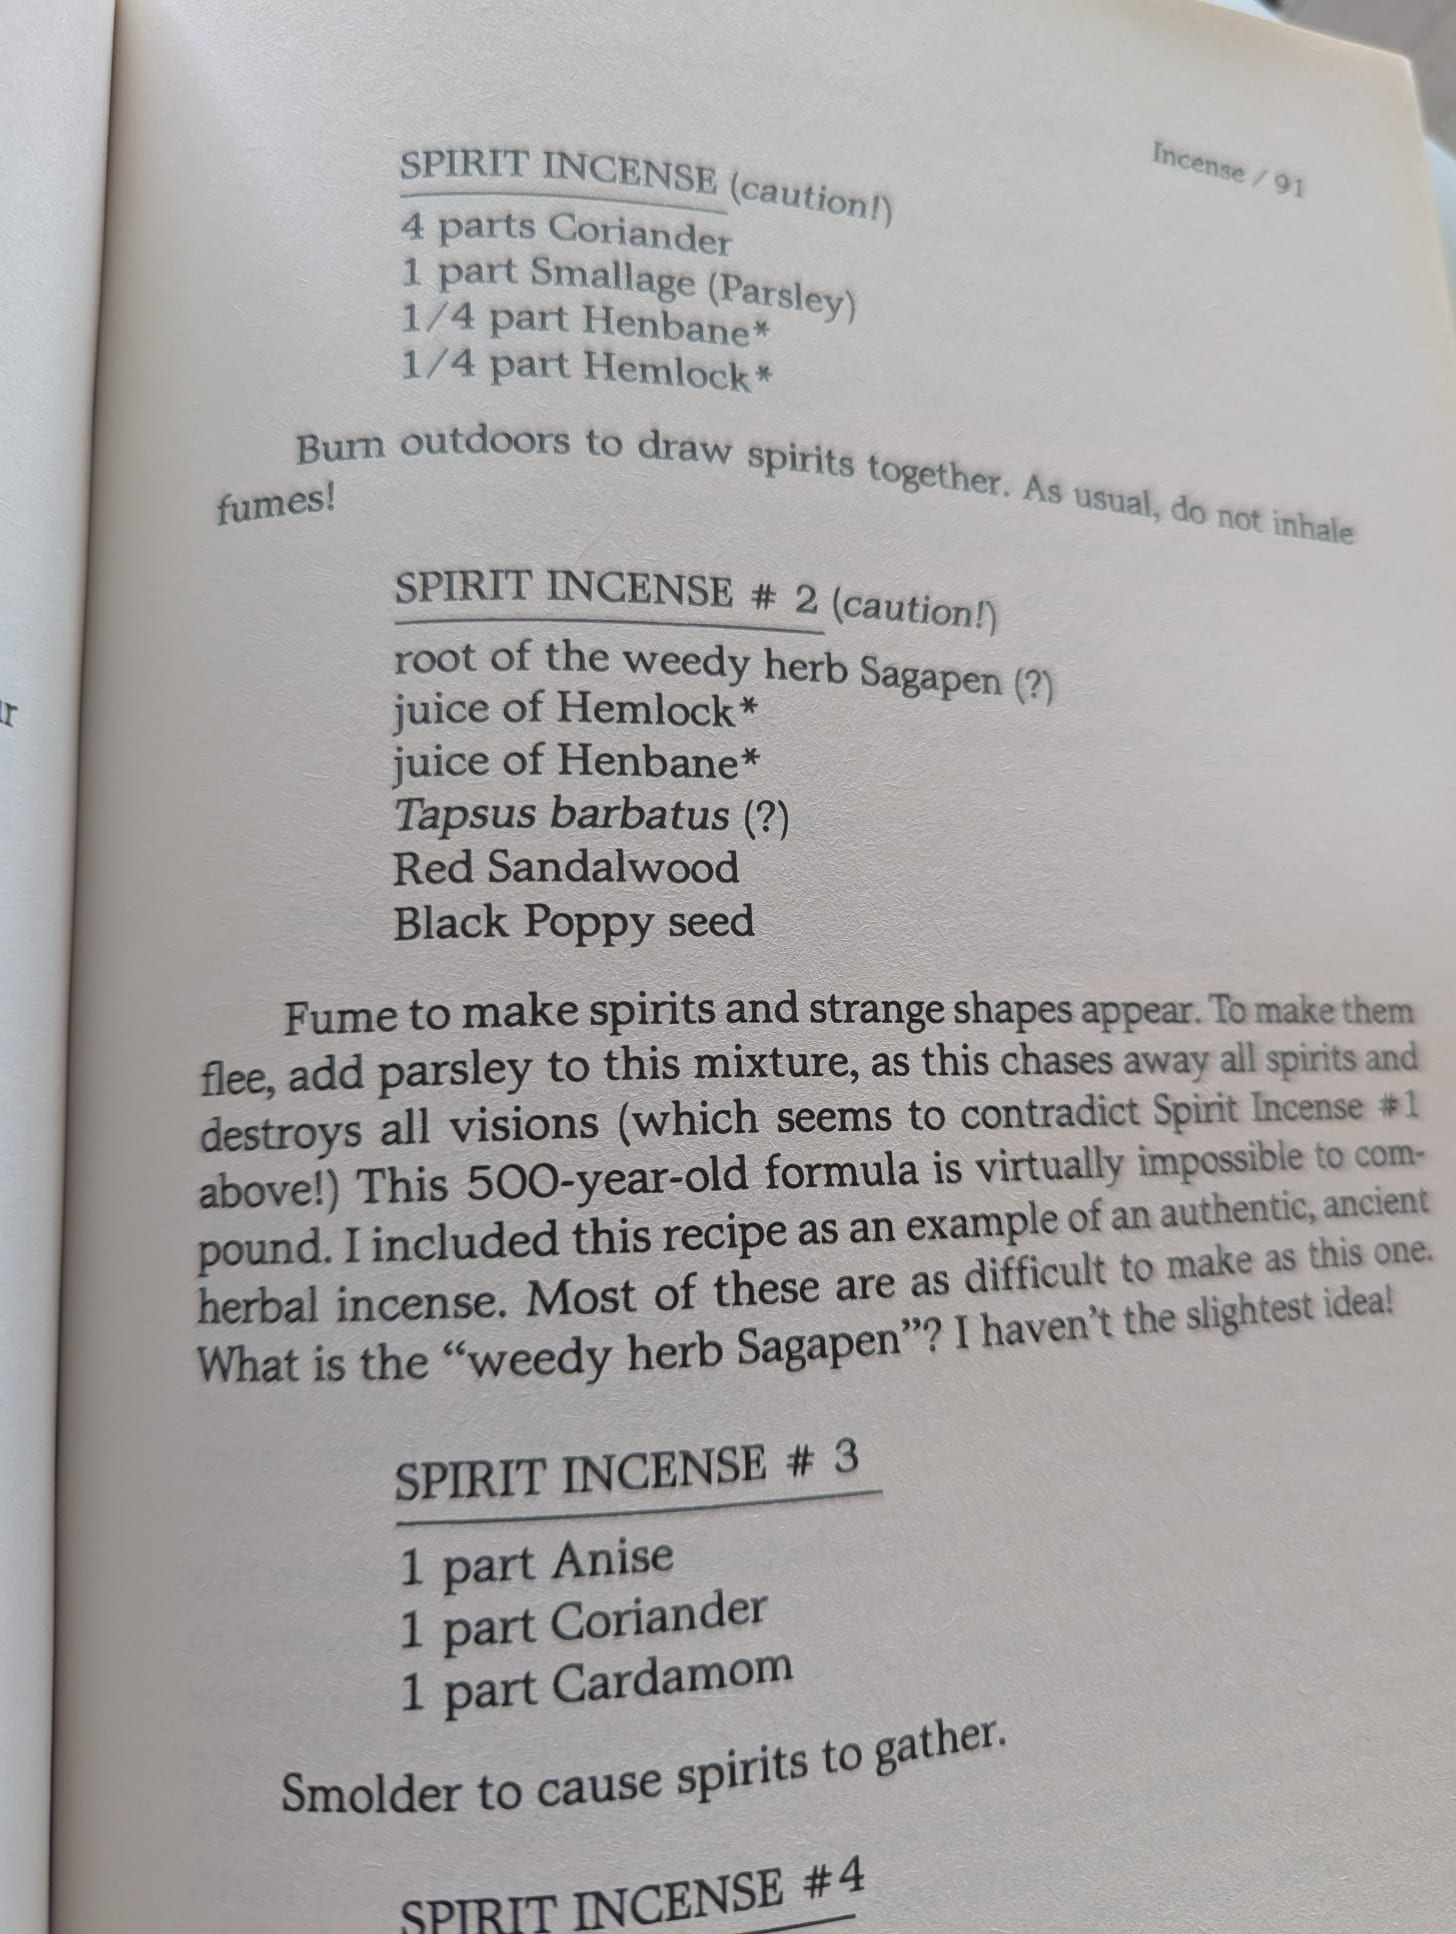 Incense / 91
SPIRIT INCENSE (caution!)
4 parts Coriander
1 part Smallage (Parsley)
1/4 part Henbane*
1/4 part Hemlock*
Burn outdoors to draw spirits together. As usual, do not inhale
fumes!
SPIRIT INCENSE # 2 (caution!)
root of the weedy herb Sagapen (?)
juice of Hemlock*
juice of Henbane*
Tapsus barbatus (?)
Red Sandalwood
Black Poppy seed
Fume to make spirits and strange shapes appear. To make them
flee, add parsley to this mixture, as this chases away all spirits and
destroys all visions (which seems to contradict Spirit Incense #1
above!) This 500-year-old formula is virtually impossible to com-
pound. I included this recipe as an example of an authentic, ancient
herbal incense. Most of these are as difficult to make as this one.
What is the “weedy herb Sagapen”? I haven’t the slightest idea!
SPIRIT INCENSE # 3
1 part Anise
1 part Coriander
1 part Cardamom
Smolder to cause spirits to gather.
SPIRIT INCENSE #4